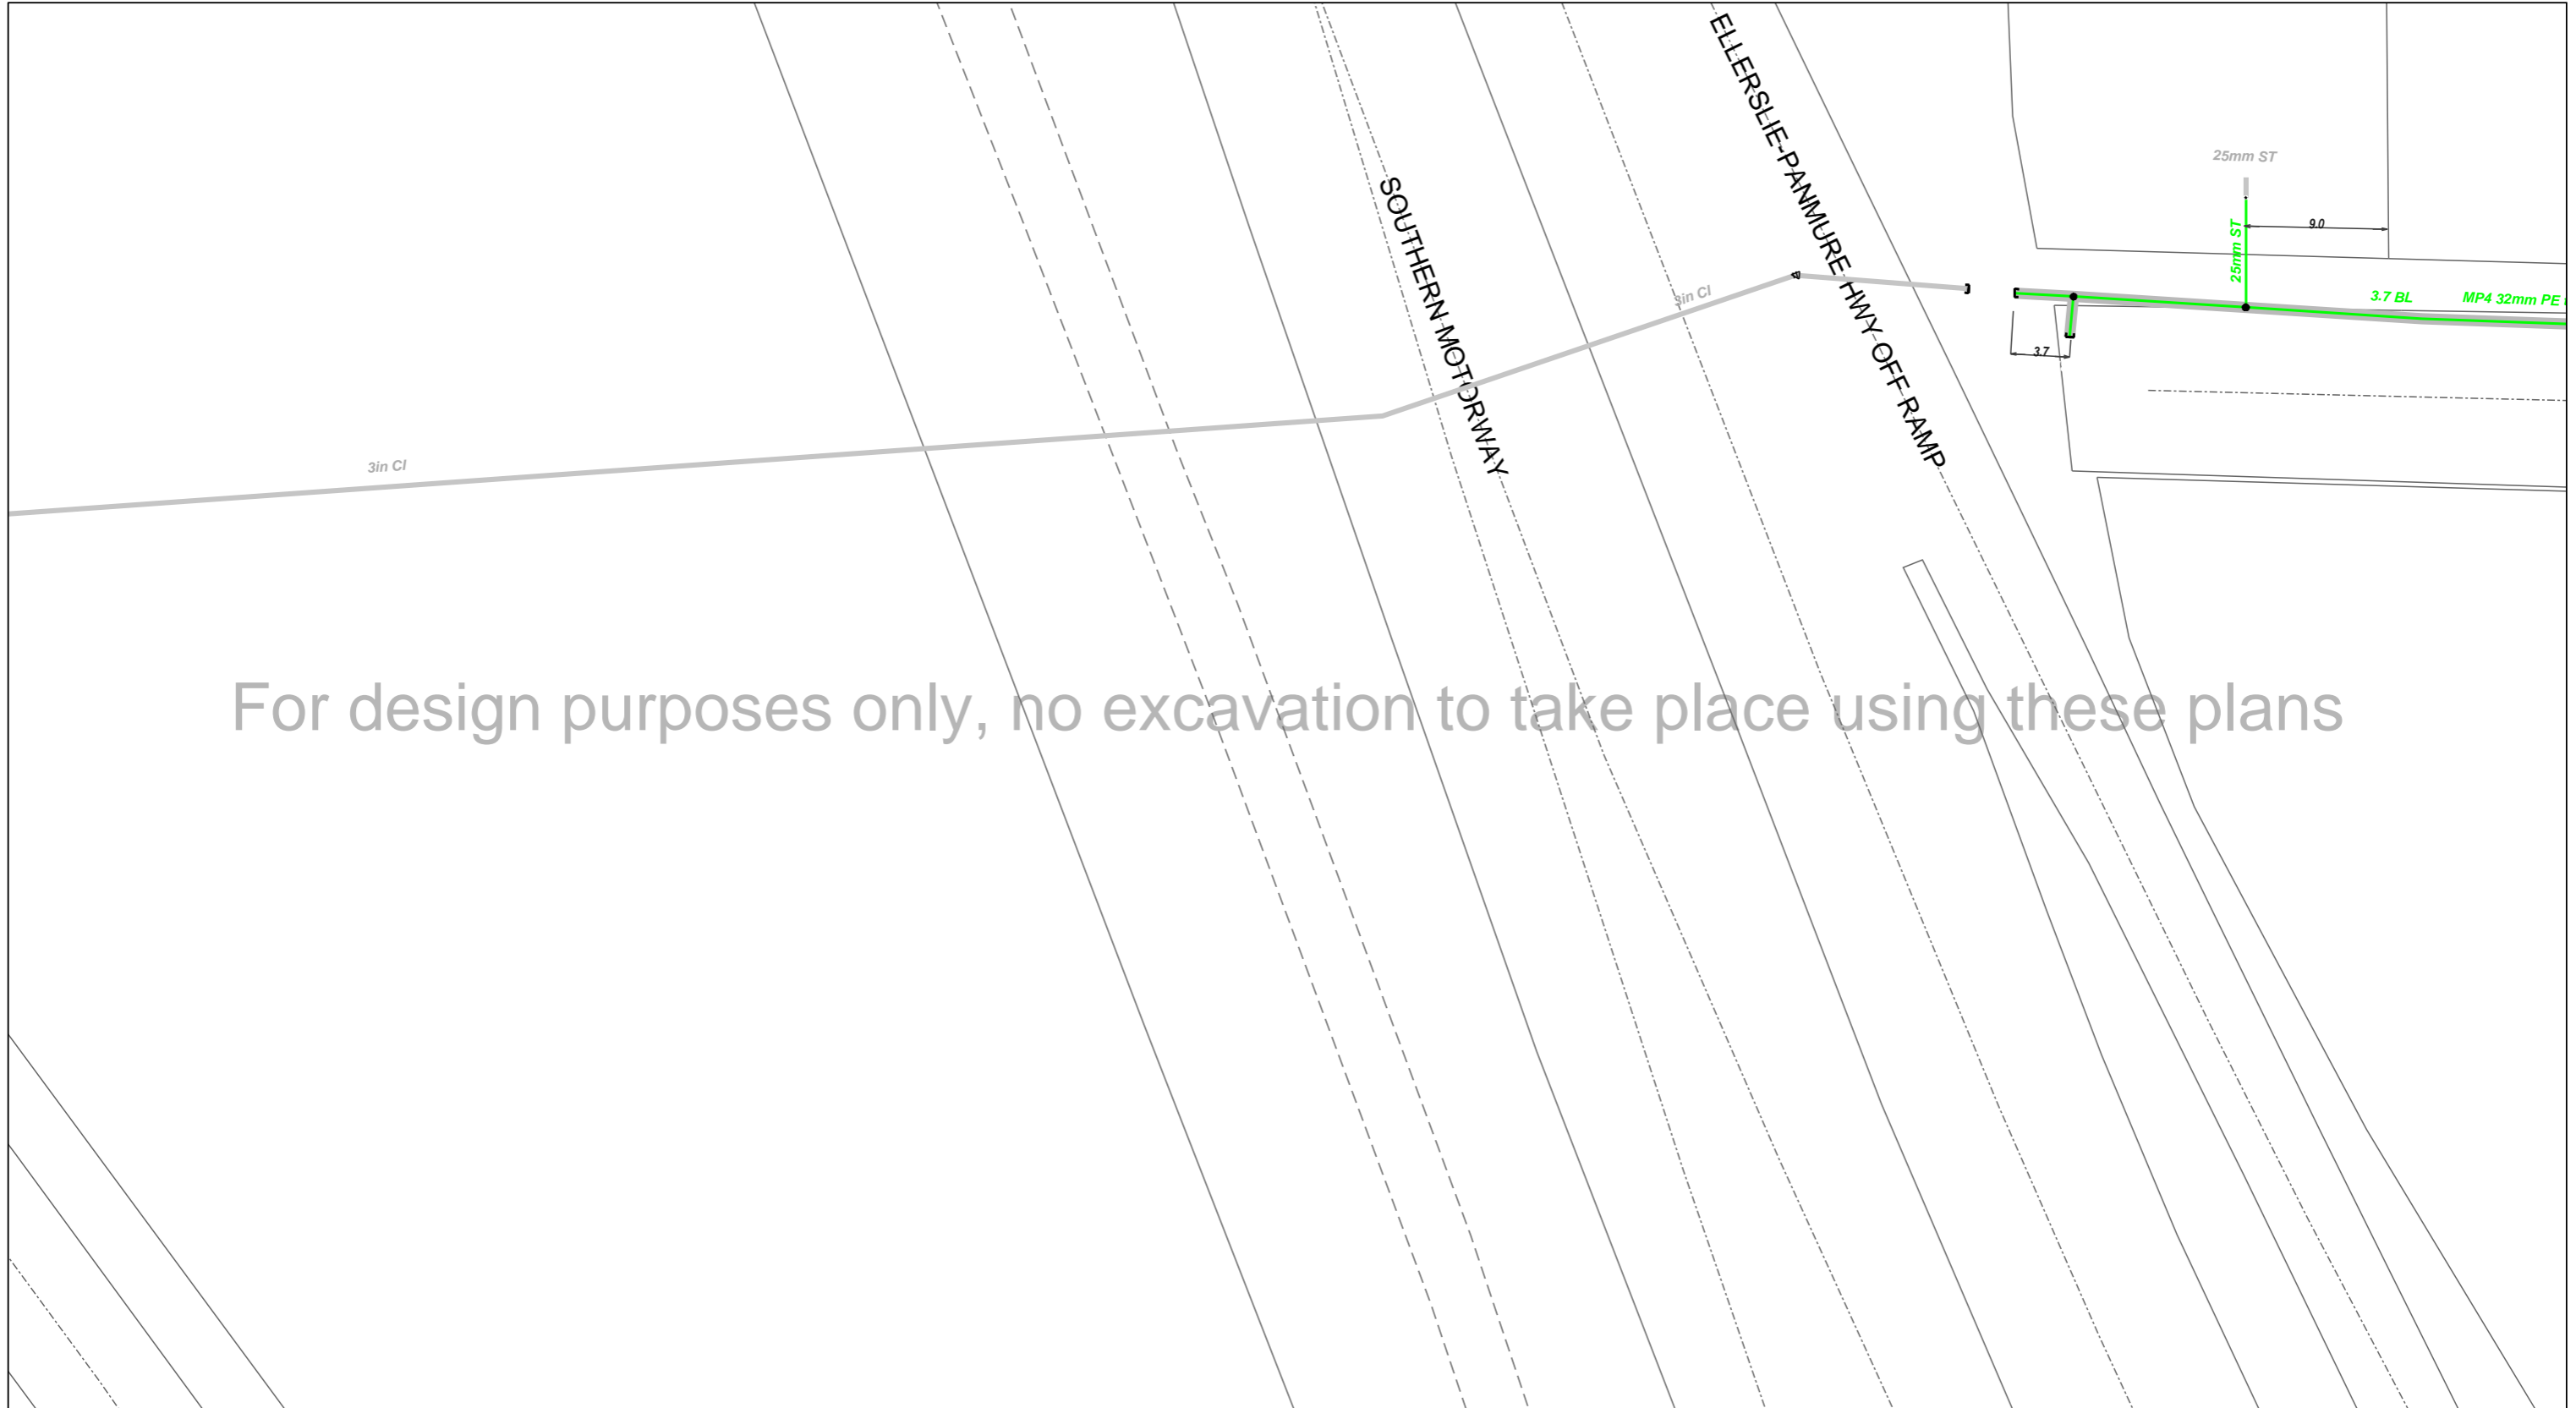 ELLERSLIE-PANMURE HWY OFF RAMP
SOUTHERN MOTORWAY
25mm ST
25mm ST
9.0
3in CI
3.7 BL
MP4 32mm PE
3.7
3in CI
For design purposes only, no excavation to take place using these plans